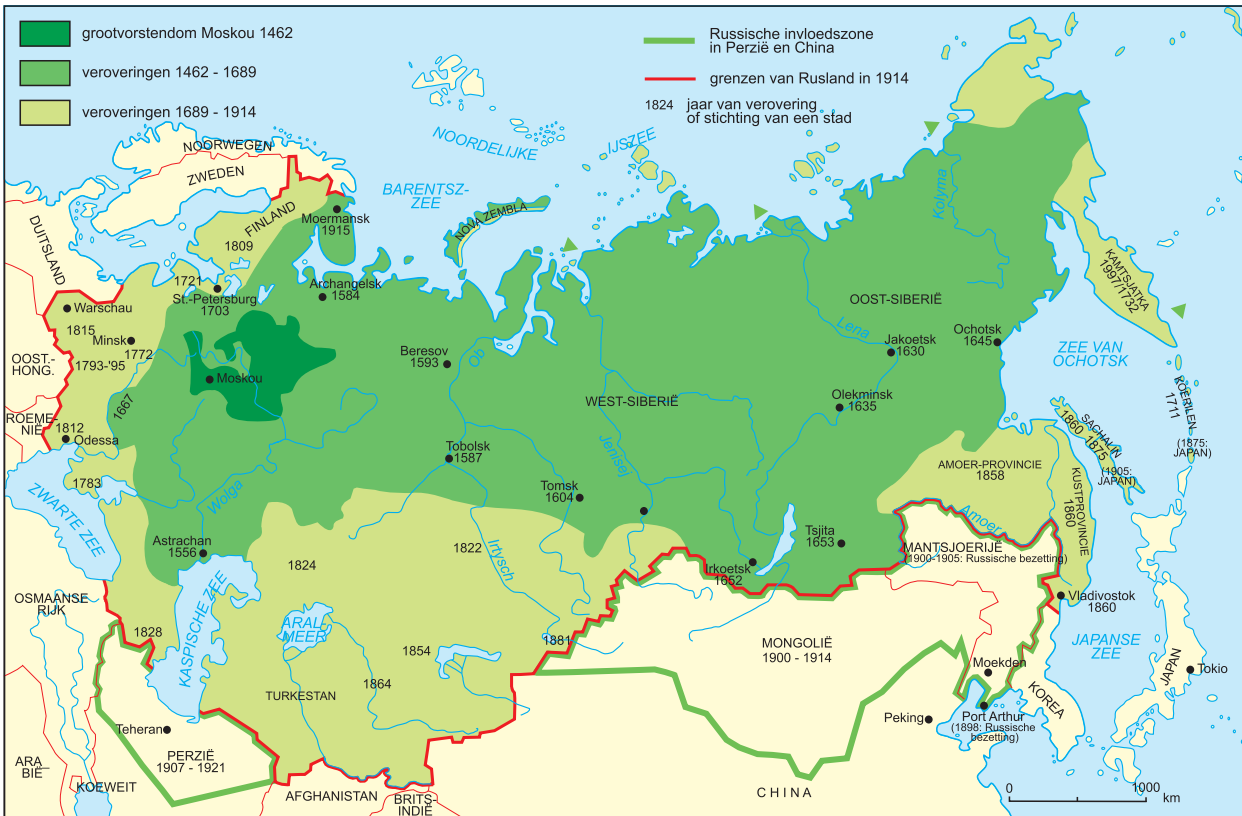 grootvorstendom Moskou 1462
veroveringen 1462 - 1689
veroveringen 1689 - 1914
Russische invloedszone
in Perzië en China
grenzen van Rusland in 1914
1824 jaar van verovering
of stichting van een stad
NOORWEGEN
ZWEDEN
NOORDELIJKE
IJSZEE
BARENTSZ-
ZEE
NOVA ZEMBLA
Kolyma
DUITSLAND
FINLAND
1809
Moermansk
1915
1721
St.-Petersburg
1703
Archangelsk
1584
KAMTSJATKA
1997/1732
OOST-SIBERIË
Warschau
1815
Minsk
1772
1793-'95
OOST.-
HONG.
Moskou
1667
Beresov
1593
Ob
Lena
Jakoetsk
1630
Ochotsk
1645
ZEE VAN
OCHOTSK
WEST-SIBERIË
Olekminsk
1635
KOERILEN
1711
(1875:
JAPAN)
ROEME-
NIË
1812
Odessa
1783
ZWARTE ZEE
Wolga
Tobolsk
1587
Jenisej
Tomsk
1604
AMOER-PROVINCIE
1858
SACHALIN
1860 1875
(1905:
JAPAN)
KUSTPROVINCIE
1860
Amoer
Astrachan
1556
1822
Irtysch
1824
Irkoetsk
1652
Tsjita
1653
MANTSJOERIJE
(1900-1905: Russische bezetting)
Vladivostok
1860
OSMAANSE
RIJK
KASPISCHE ZEE
1828
ARAL-
MEER
1854
1881
1864
TURKESTAN
MONGOLIË
1900 - 1914
JAPANSE
ZEE
JAPAN
Tokio
Moekden
KOREA
Peking
Port Arthur
(1898: Russische
bezetting)
Teheran
PERZIË
1907 - 1921
ARA
BIË
KOEWEIT
AFGHANISTAN
BRITS-
INDIË
CHINA
0 1000
km